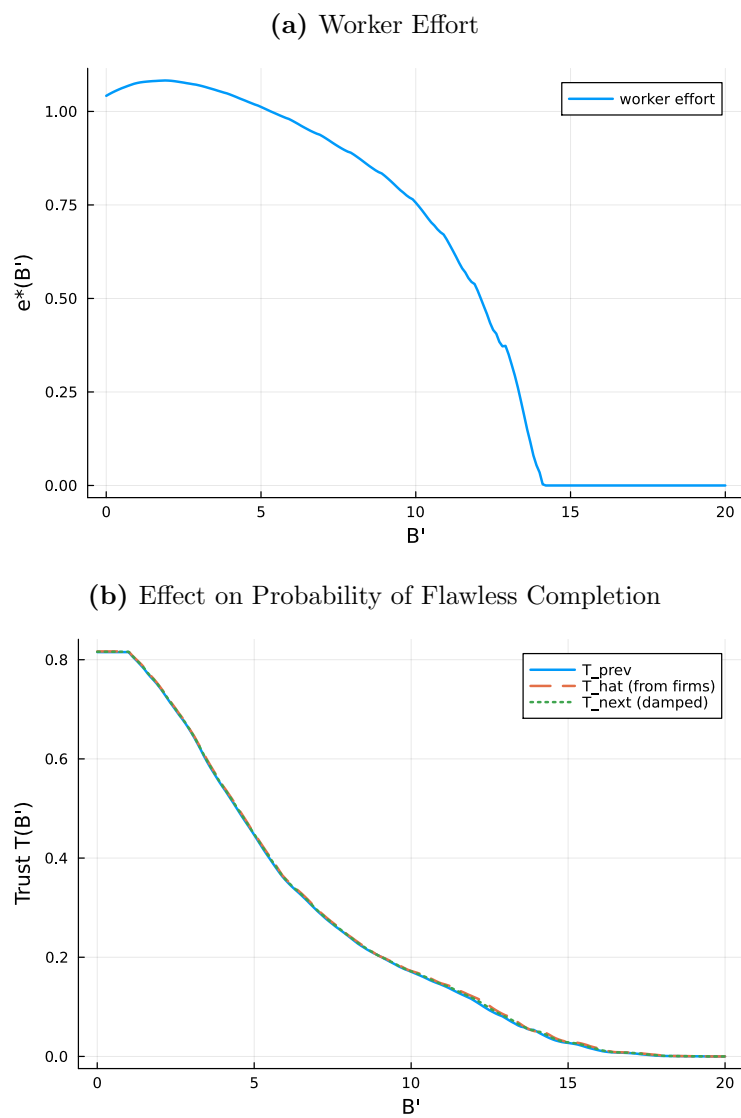 (a) Worker Effort
worker effort
1.00
0.75
0.50
0.25
0.00
e*(B')
0
5
10
15
20
B'
(b) Effect on Probability of Flawless Completion
T_prev
T_hat (from firms)
T_next (damped)
0.8
0.6
0.4
0.2
0.0
Trust T(B')
0
5
10
15
20
B'